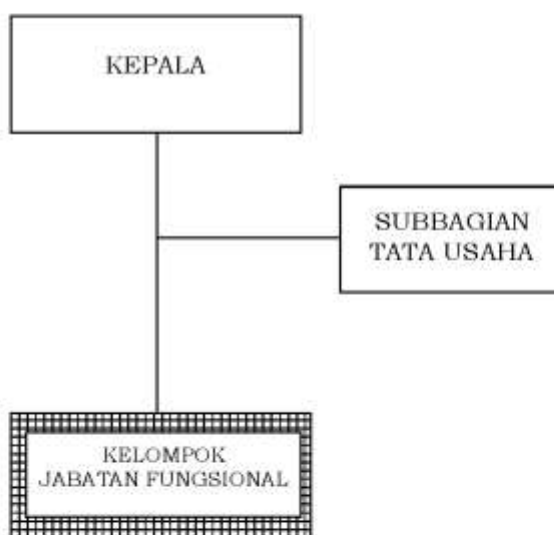 KEPALA
SUBBAGIAN
TATA USAHA
KELOMPOK
JABATAN FUNGSIONAL